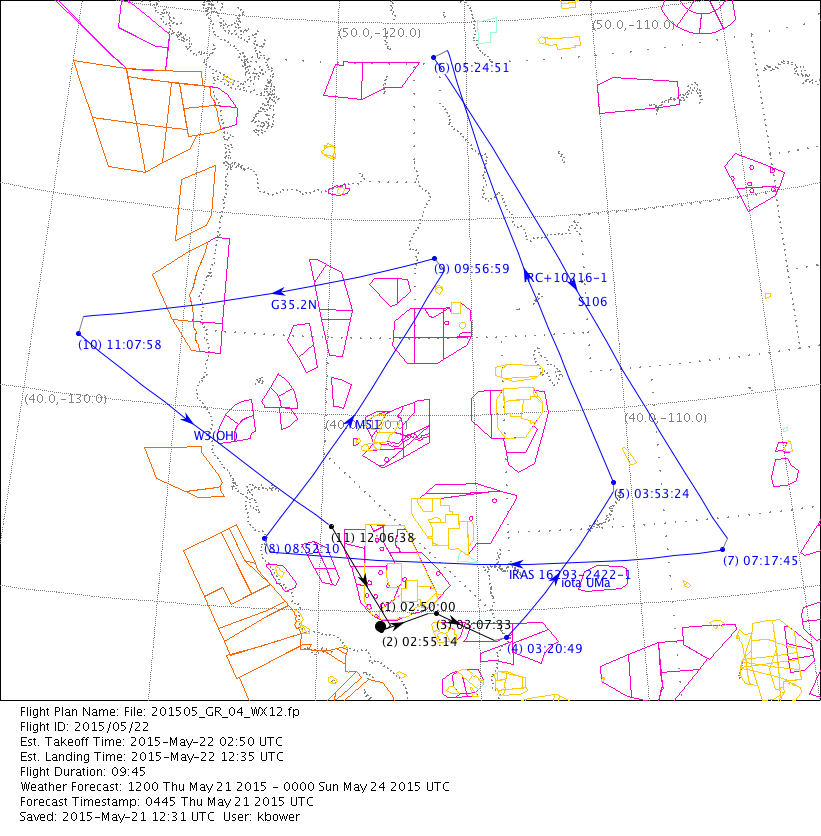 (50.0,-120.0)
(50.0,-110.0)
(6) 05:24:51
(9) 09:56:59
IRC+10216-1
S106
G35.2N
(10) 11:07:58
(40.0,-130.0)
(40.0,-120.0)
M51
(40.0,-110.0)
W3(OH)
(5) 03:53:24
(11) 12:06:38
(8) 08:52:10
(7) 07:17:45
IRAS 16293-2422-1
iota UMa
(1) 02:50:00
(3) 03:07:33
(2) 02:55:14
(4) 03:20:49
Flight Plan Name: File: 201505_GR_04_WX12.fp
Flight ID: 2015/05/22
Est. Takeoff Time: 2015-May-22 02:50 UTC
Est. Landing Time: 2015-May-22 12:35 UTC
Flight Duration: 09:45
Weather Forecast: 1200 Thu May 21 2015 - 0000 Sun May 24 2015 UTC
Forecast Timestamp: 0445 Thu May 21 2015 UTC
Saved: 2015-May-21 12:31 UTC  User: kbower